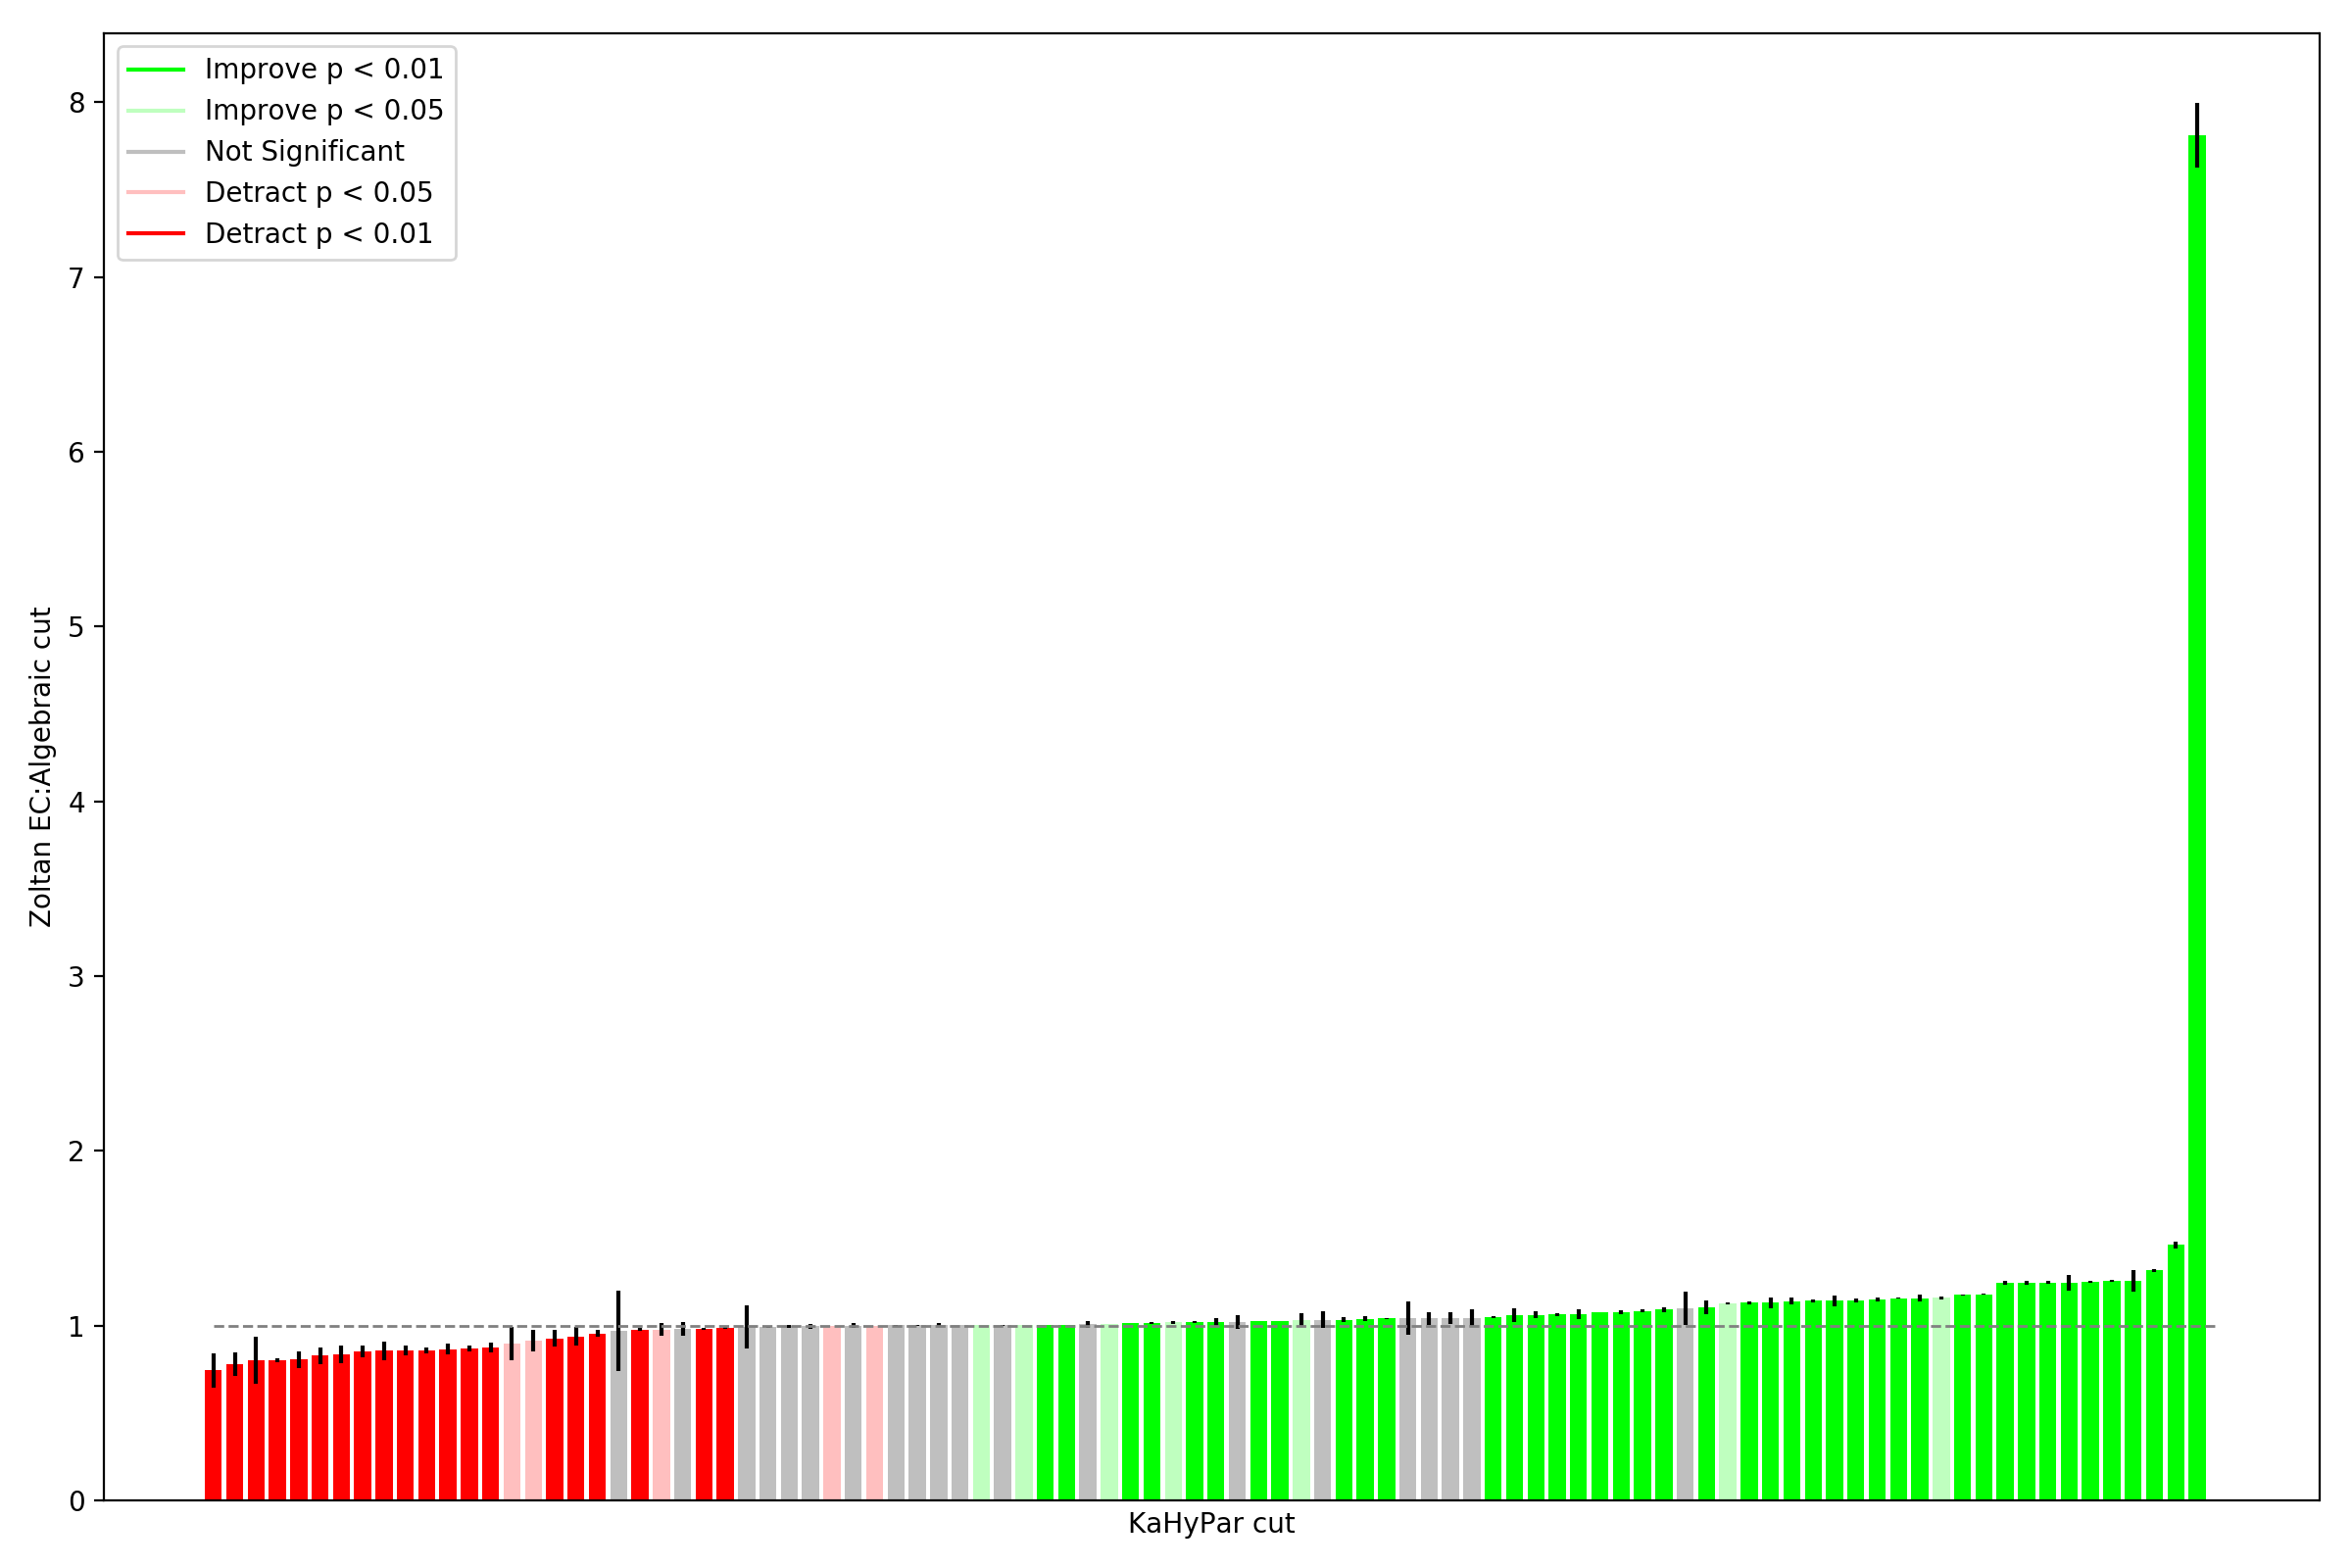 Improve p < 0.01
Improve p < 0.05
Not Significant
Detract p < 0.05
Detract p < 0.01
8
7
6
5
4
3
2
1
0
Zoltan EC:Algebraic cut
KaHyPar cut